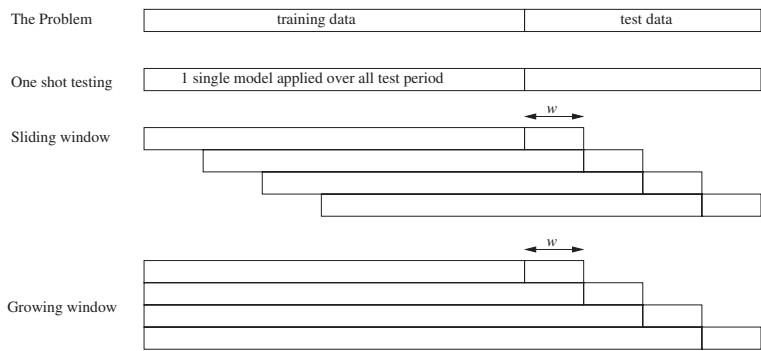 The Problem
training data
test data
One shot testing
1 single model applied over all test period
w
Sliding window
w
Growing window